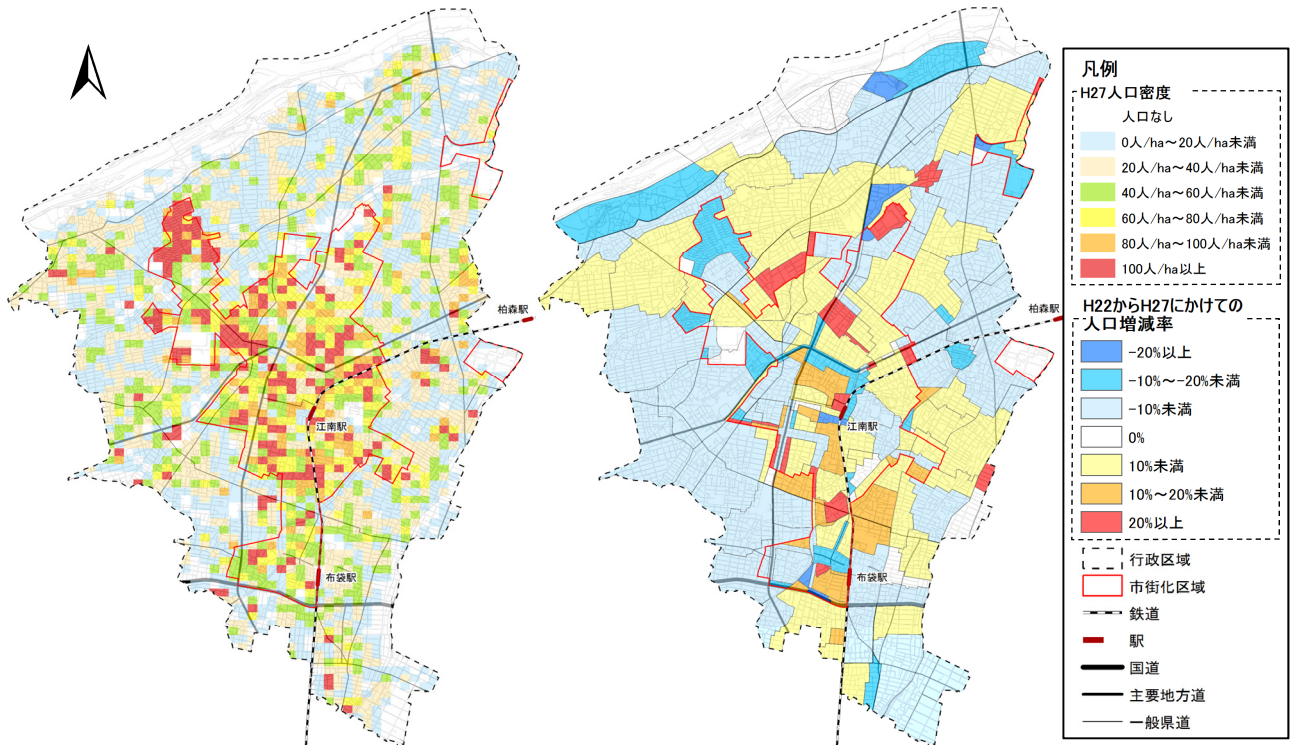 柏森駅
江南駅
布袋駅
柏森駅
江南駅
布袋駅
凡例
H27人口密度
人口なし
0人/ha～20人/ha未満
20人/ha～40人/ha未満
40人/ha～60人/ha未満
60人/ha～80人/ha未満
80人/ha～100人/ha未満
100人/ha以上
H22からH27にかけての
人口増減率
-20%以上
-10%～-20%未満
-10%未満
0%
10%未満
10%～20%未満
20%以上
行政区域
市街化区域
鉄道
駅
国道
主要地方道
一般県道